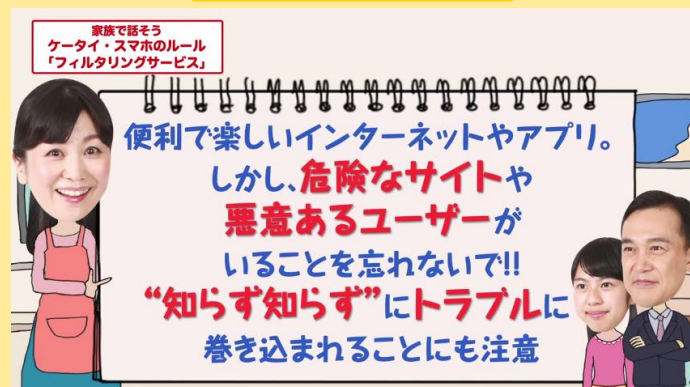 家族で話そう
ケータイ・スマホのルール
「フィルタリングサービス」
便利で楽しいインターネットやアプリ。
しかし、危険なサイトや
悪意あるユーザーが
いることを忘れないで!!
“知らず知らず”にトラブルに
巻き込まれることにも注意